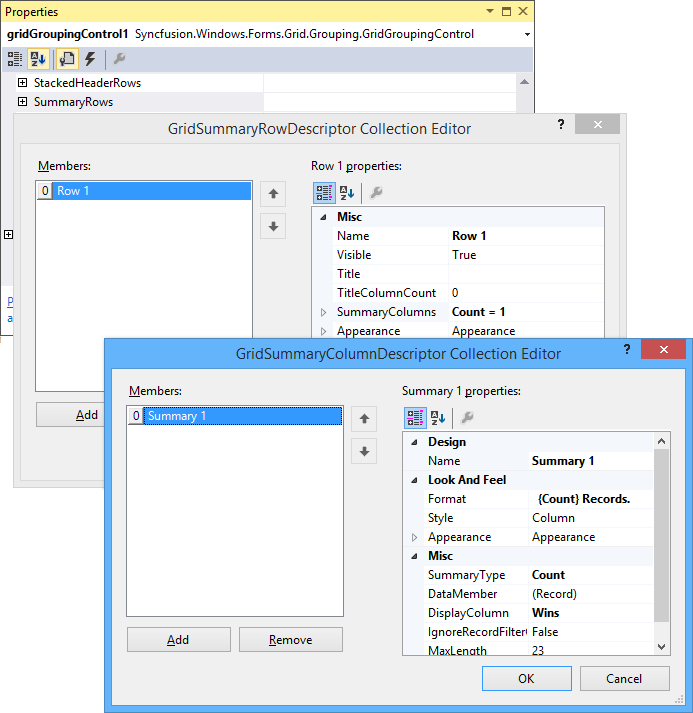 Properties
gridGroupingControl1 Syncfusion.Windows.Forms.Grid.Grouping.GridGroupingControl
StackedHeaderRows
SummaryRows
GridSummaryRowDescriptor Collection Editor
Members:
0 Row 1
Add
Row 1 properties:
Misc
Name Row 1
Visible True
Title
TitleColumnCount 0
SummaryColumns Count = 1
Appearance Appearance
P
a
GridSummaryColumnDescriptor Collection Editor
Members:
0 Summary 1
Add Remove
Summary 1 properties:
Design
Name Summary 1
Look And Feel
Format {Count} Records.
Style Column
Appearance Appearance
Misc
SummaryType Count
DataMember (Record)
DisplayColumn Wins
IgnoreRecordFilter False
MaxLength 23
OK Cancel